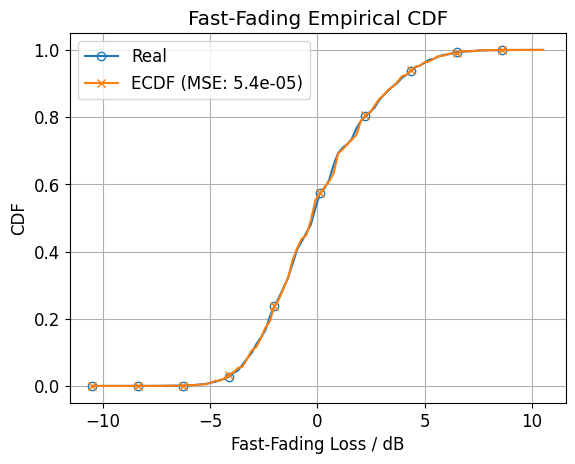 Fast-Fading Empirical CDF
Real
ECDF (MSE: 5.4e-05)
1.0
0.8
0.6
0.4
0.2
0.0
CDF
−10
−5
0
5
10
Fast-Fading Loss / dB